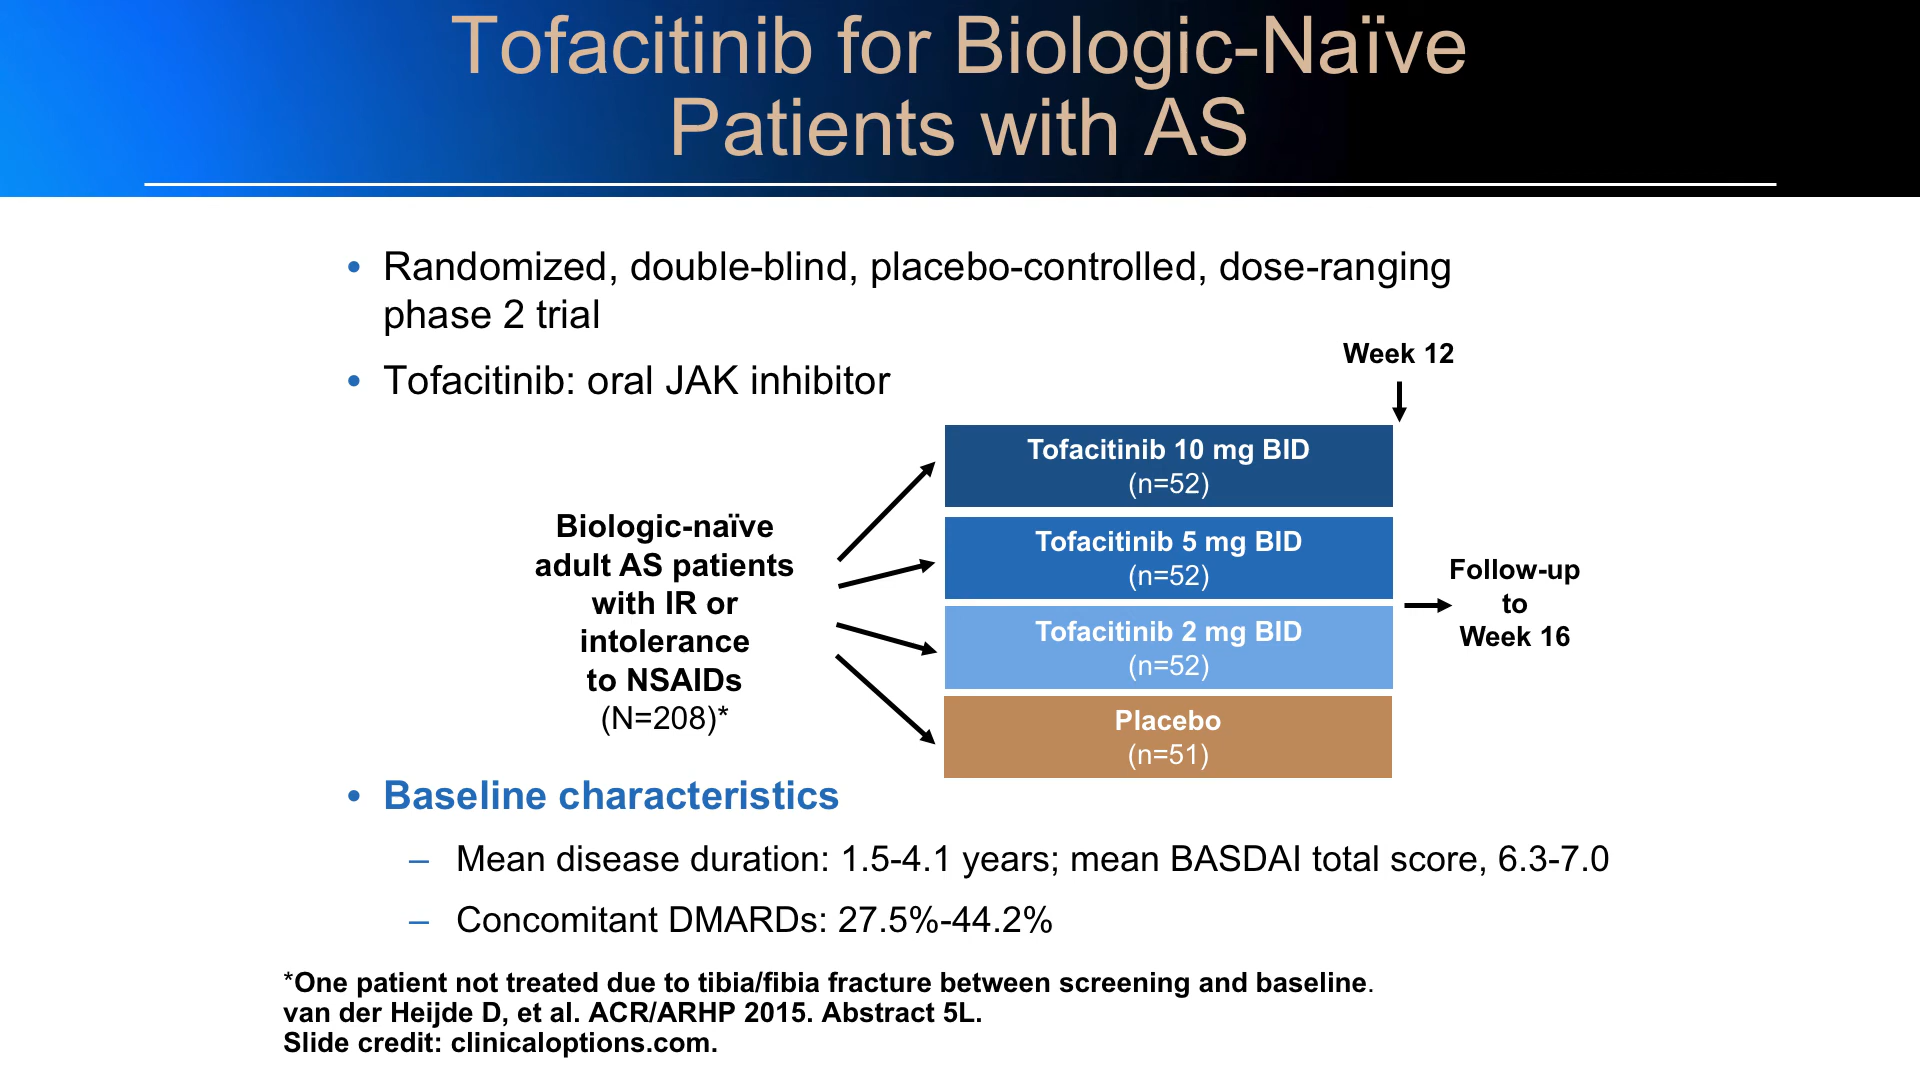 Tofacitinib for Biologic-Naïve
Patients with AS
• Randomized, double-blind, placebo-controlled, dose-ranging
phase 2 trial
• Tofacitinib: oral JAK inhibitor
Week 12
Biologic-naïve
adult AS patients
with IR or
intolerance
to NSAIDs
(N=208)*
Tofacitinib 10 mg BID
(n=52)
Tofacitinib 5 mg BID
(n=52)
Tofacitinib 2 mg BID
(n=52)
Placebo
(n=51)
Follow-up
to
Week 16
• Baseline characteristics
– Mean disease duration: 1.5-4.1 years; mean BASDAI total score, 6.3-7.0
– Concomitant DMARDs: 27.5%-44.2%
*One patient not treated due to tibia/fibia fracture between screening and baseline.
van der Heijde D, et al. ACR/ARHP 2015. Abstract 5L.
Slide credit: clinicaloptions.com.